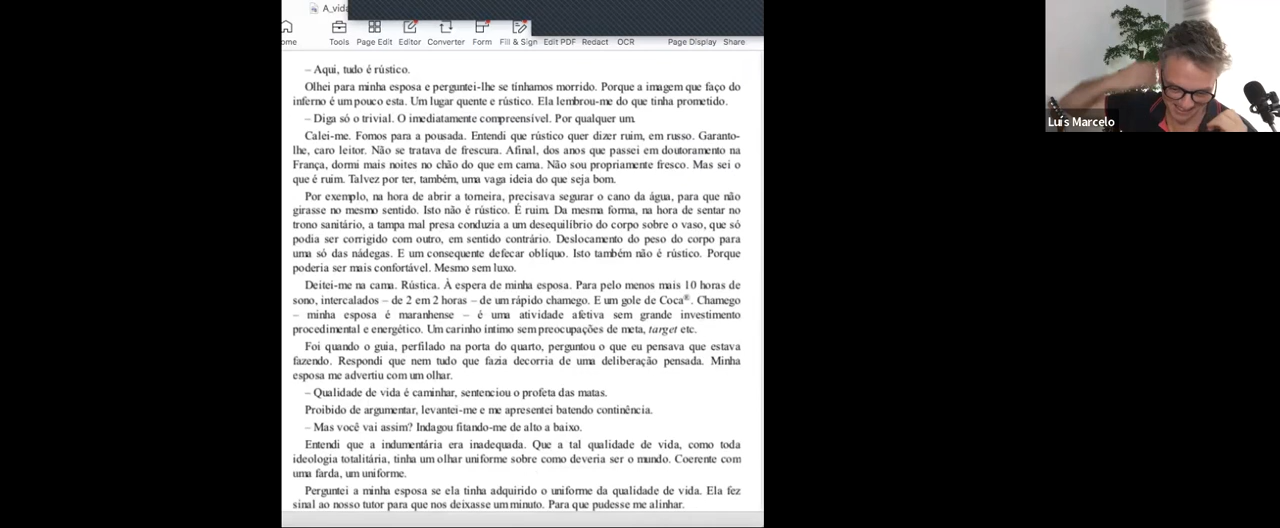 A_vida
ome Tools Page Edit Editor Converter Form Fill & Sign Edit PDF Redact OCR Page Display Share
– Aqui, tudo é rústico.
Olhei para minha esposa e perguntei-lhe se tínhamos morrido. Porque a imagem que faço do
inferno é um pouco esta. Um lugar quente e rústico. Ela lembrou-me do que tinha prometido.
– Diga só o trivial. O imediatamente compreensível. Por qualquer um.
Calei-me. Fomos para a pousada. Entendi que rústico quer dizer ruim, em russo. Garanto-
lhe, caro leitor. Não se tratava de frescura. Afinal, dos anos que passei em doutoramento na
França, dormi mais noites no chão do que em cama. Não sou propriamente fresco. Mas sei o
que é ruim. Talvez por ter, também, uma vaga ideia do que seja bom.
Por exemplo, na hora de abrir a torneira, precisava segurar o cano da água, para que não
girasse no mesmo sentido. Isto não é rústico. É ruim. Da mesma forma, na hora de sentar no
trono sanitário, a tampa mal presa conduzia a um desequilíbrio do corpo sobre o vaso, que só
podia ser corrigido com outro, em sentido contrário. Deslocamento do peso do corpo para
uma só das nádegas. E um consequente defecar oblíquo. Isto também não é rústico. Porque
poderia ser mais confortável. Mesmo sem luxo.
Deitei-me na cama. Rústica. À espera de minha esposa. Para pelo menos mais 10 horas de
sono, intercalados – de 2 em 2 horas – de um rápido chamego. E um gole de Coca®. Chamego
– minha esposa é maranhense – é uma atividade afetiva sem grande investimento
procedimental e energético. Um carinho íntimo sem preocupações de meta, target etc.
Foi quando o guia, perfilado na porta do quarto, perguntou o que eu pensava que estava
fazendo. Respondi que nem tudo que fazia decorria de uma deliberação pensada. Minha
esposa me advertiu com um olhar.
– Qualidade de vida é caminhar, sentenciou o profeta das matas.
Proibido de argumentar, levantei-me e me apresentei batendo continência.
– Mas você vai assim? Indagou fitando-me de alto a baixo.
Entendi que a indumentária era inadequada. Que a tal qualidade de vida, como toda
ideologia totalitária, tinha um olhar uniforme sobre como deveria ser o mundo. Coerente com
uma farda, um uniforme.
Perguntei a minha esposa se ela tinha adquirido o uniforme da qualidade de vida. Ela fez
sinal ao nosso tutor para que nos deixasse um minuto. Para que pudesse me alinhar.
Luís Marcelo